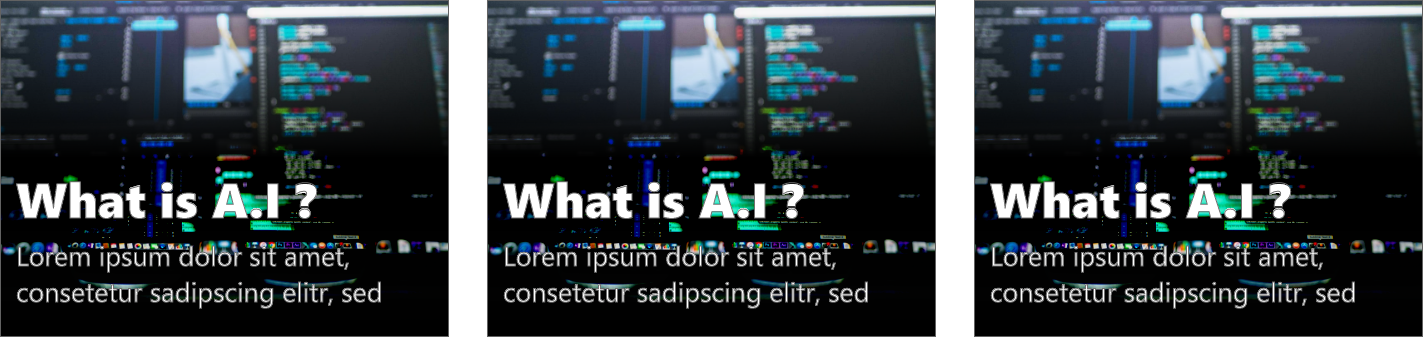 What is A.I ?
Lorem ipsum dolor sit amet,
consetetur sadipscing elitr, sed
What is A.I ?
Lorem ipsum dolor sit amet,
consetetur sadipscing elitr, sed
What is A.I ?
Lorem ipsum dolor sit amet,
consetetur sadipscing elitr, sed